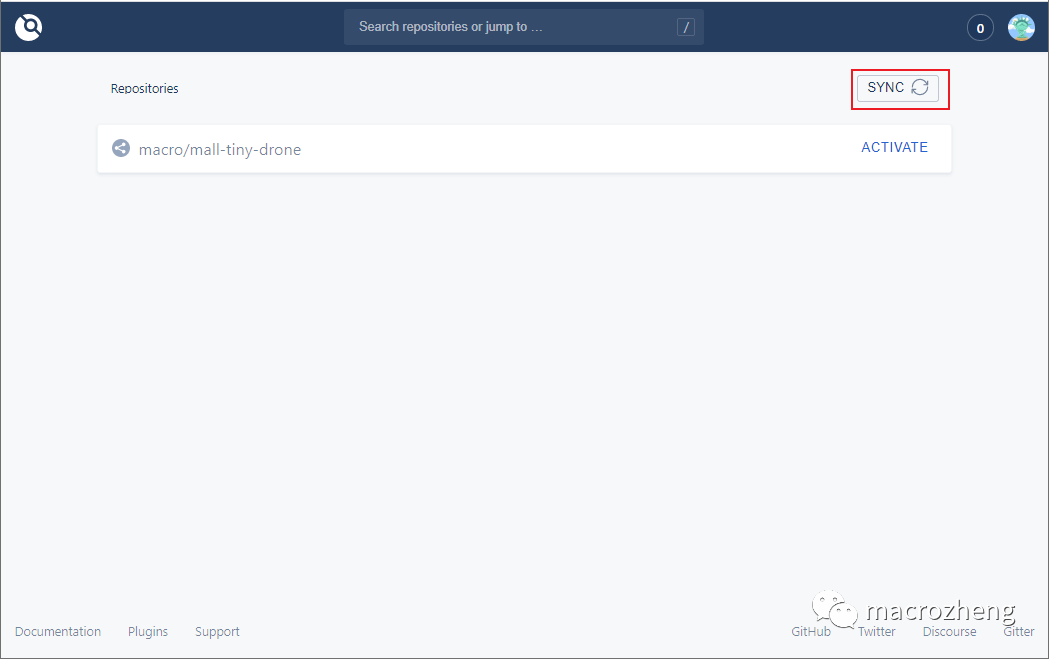 Search repositories or jump to … /
0
Repositories
SYNC
macro/mall-tiny-drone
ACTIVATE
macrozheng
Documentation Plugins Support GitHub Twitter Discourse Gitter